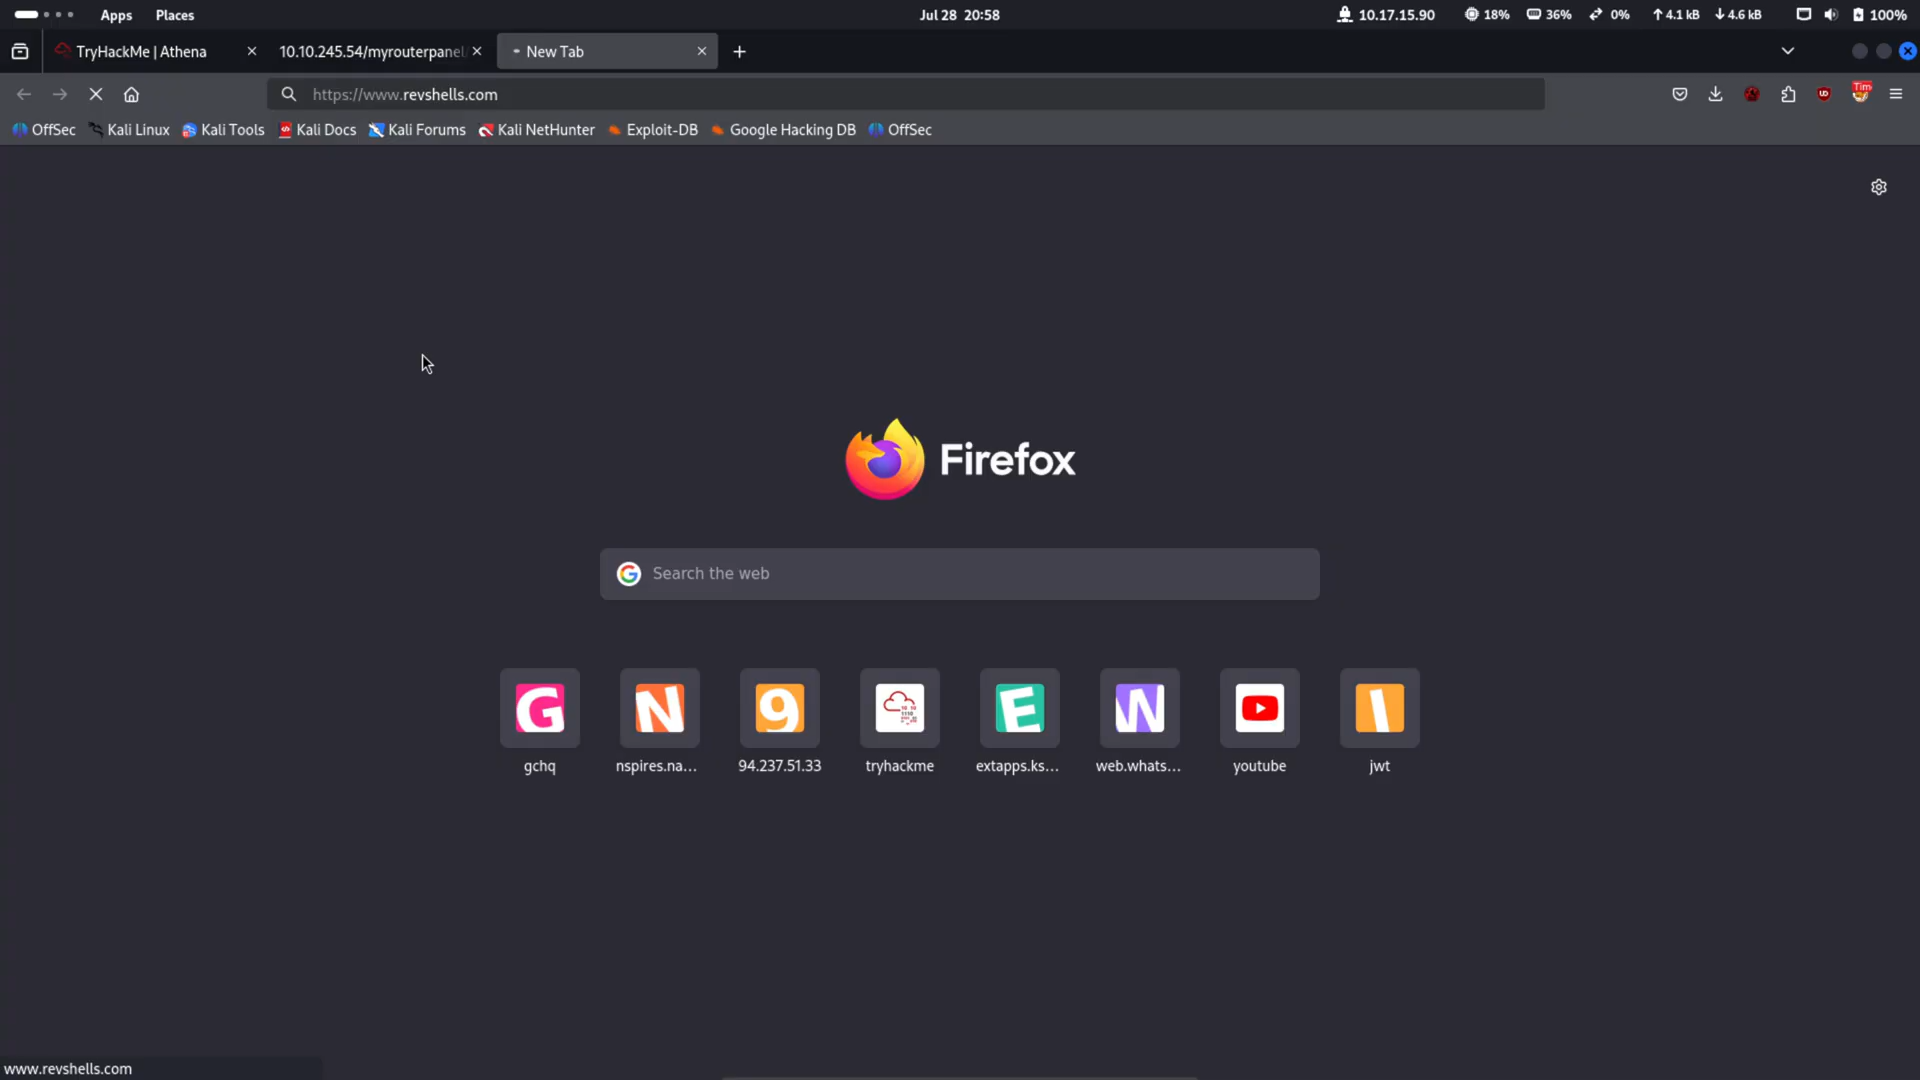 Apps Places Jul 28 20:58 10.17.15.90 18% 36% 0% 4.1 kB 4.6 kB 100%
TryHackMe | Athena 10.10.245.54/myrouterpanel New Tab
https://www.revshells.com
OffSec Kali Linux Kali Tools Kali Docs Kali Forums Kali NetHunter Exploit-DB Google Hacking DB OffSec
Firefox
Search the web
G N 9 E W I
gchq nspires.na... 94.237.51.33 tryhackme extapps.ks... web.whats... youtube jwt
www.revshells.com